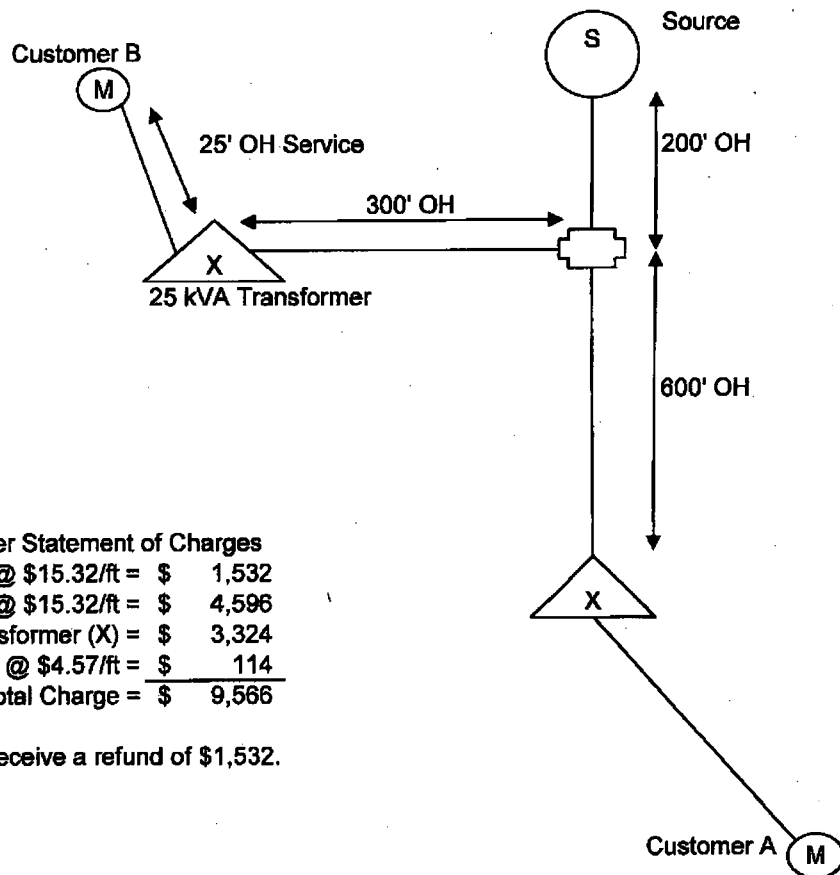 Source
S
Customer B
M
25' OH Service
200' OH
300' OH
X
25 kVA Transformer
600' OH
er Statement of Charges
@ $15.32/ft = $ 1,532
@ $15.32/ft = $ 4,596
sformer (X) = $ 3,324
@ $4.57/ft = $ 114
otal Charge = $ 9,566
X
eceive a refund of $1,532.
Customer A
M